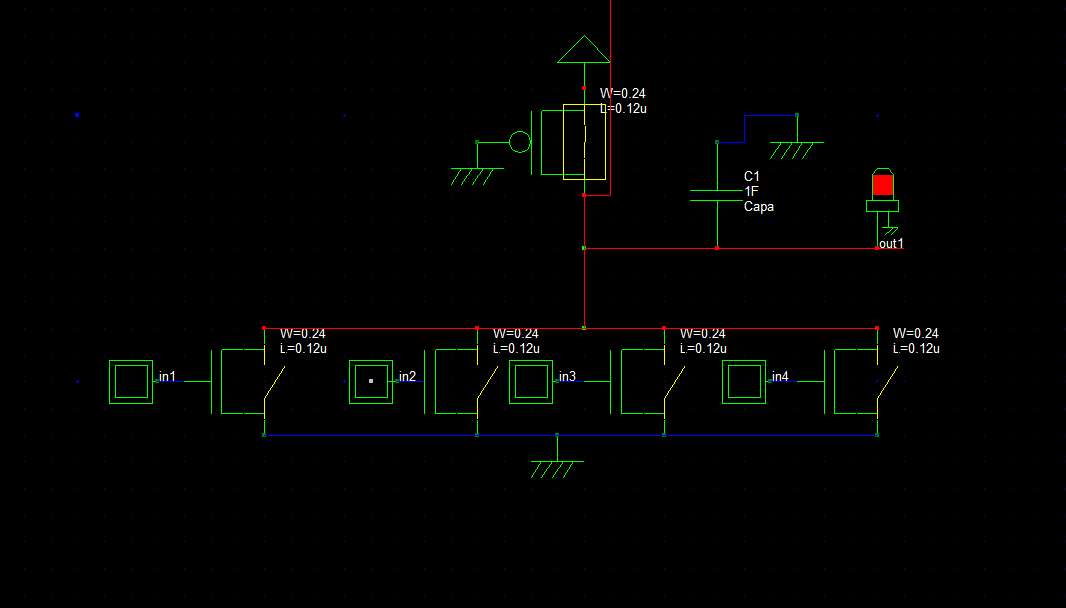 W=0.24
L=0.12u
C1
1F
Capa
out1
W=0.24
L=0.12u
W=0.24
L=0.12u
W=0.24
L=0.12u
W=0.24
L=0.12u
in1
in2
in3
in4